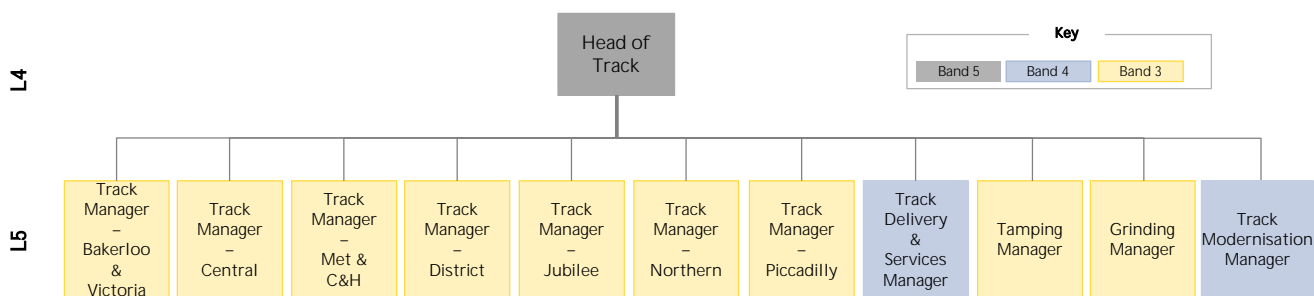 L4
Head of
Track
Key
Band 5
Band 4
Band 3
L5
Track
Manager
–
Bakerloo
&
Victoria
Track
Manager
–
Central
Track
Manager
–
Met &
C&H
Track
Manager
–
District
Track
Manager
–
Jubilee
Track
Manager
–
Northern
Track
Manager
–
Piccadilly
Track
Delivery
&
Services
Manager
Tamping
Manager
Grinding
Manager
Track
Modernisation
Manager